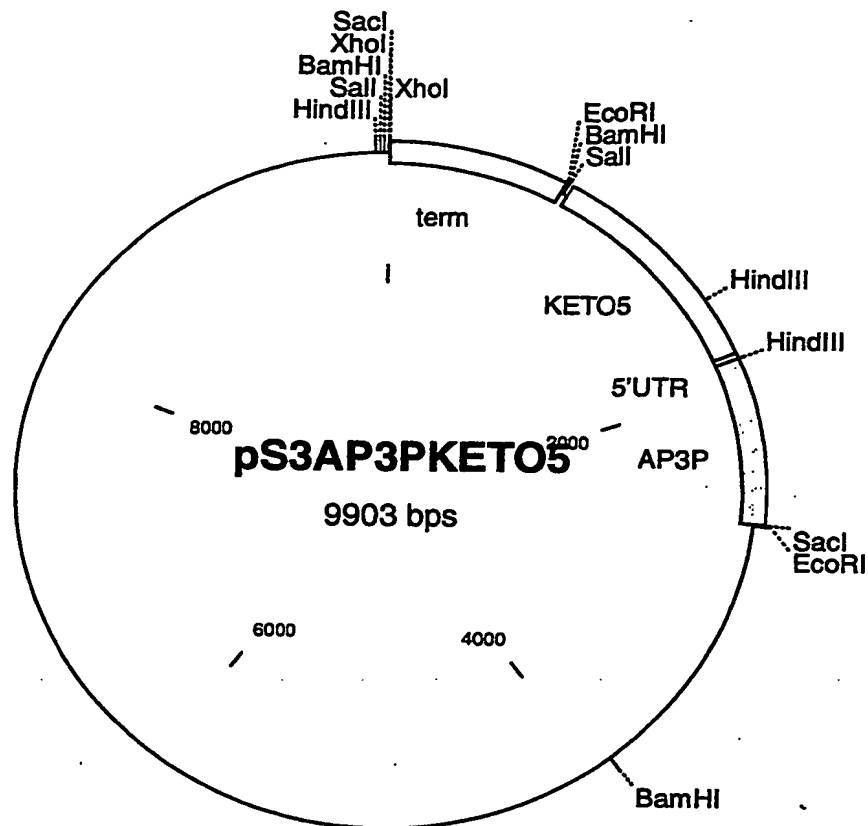 SacI
XhoI
BamHI
SalI
XhoI
HindIII
EcoRI
BamHI
SalI
term
HindIII
KETO5
HindIII
5'UTR
8000
2000
pS3AP3PKETO5
AP3P
9903 bps
SacI
EcoRI
6000
4000
BamHI